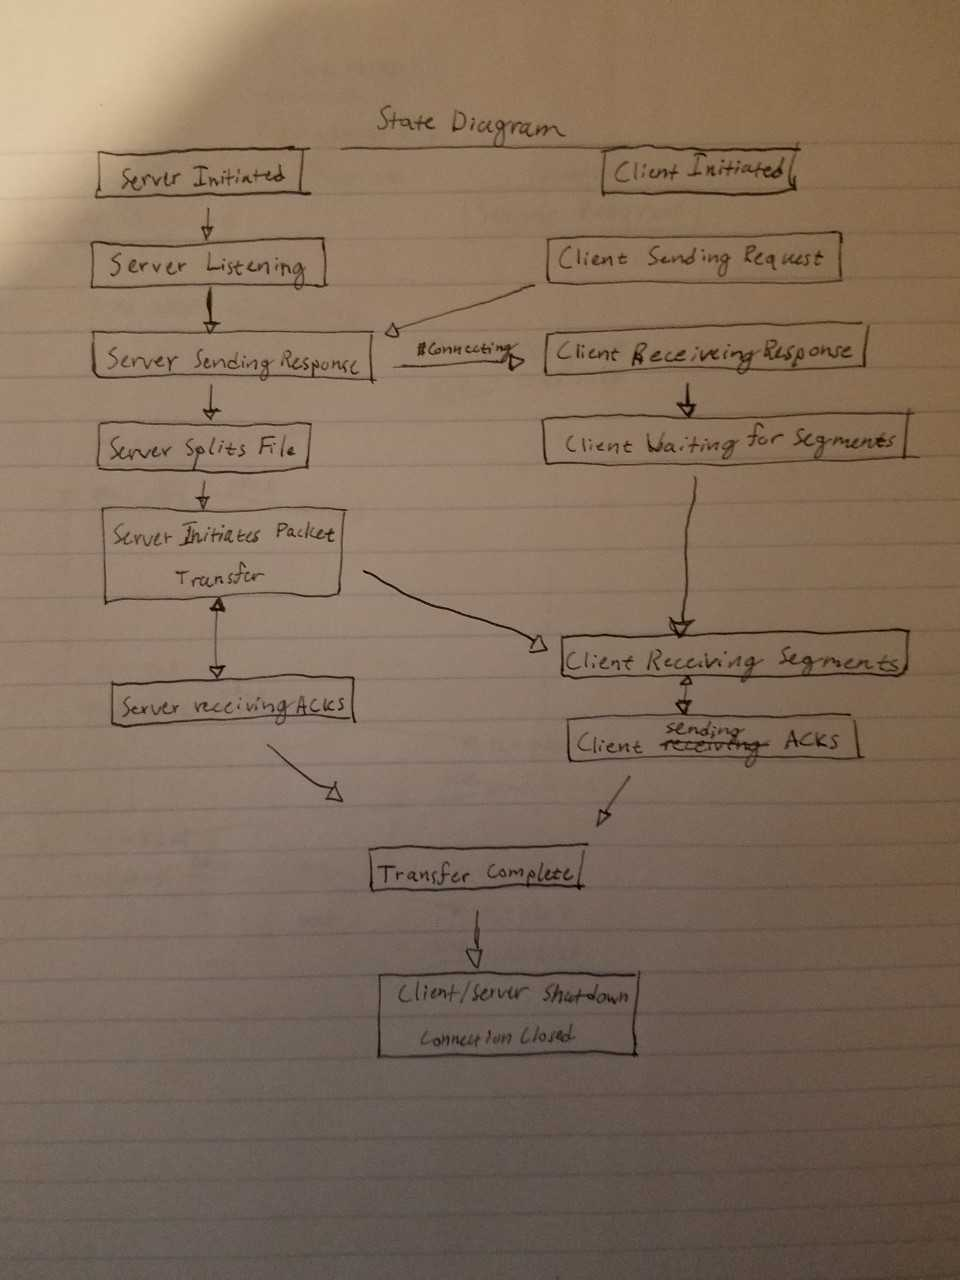 State Diagram
Server Initiated
Client Initiated
Server Listening
Client Sending Request
Server Sending Response
#Connecting
Client Receiveing Response
Server Splits File
Client Waiting for Segments
Server Initiates Packet
Transfer
Client Receiving Segments
Server receiving ACKS
sending
Client receiving ACKS
Transfer Complete
Client/Server Shutdown
Connection Closed